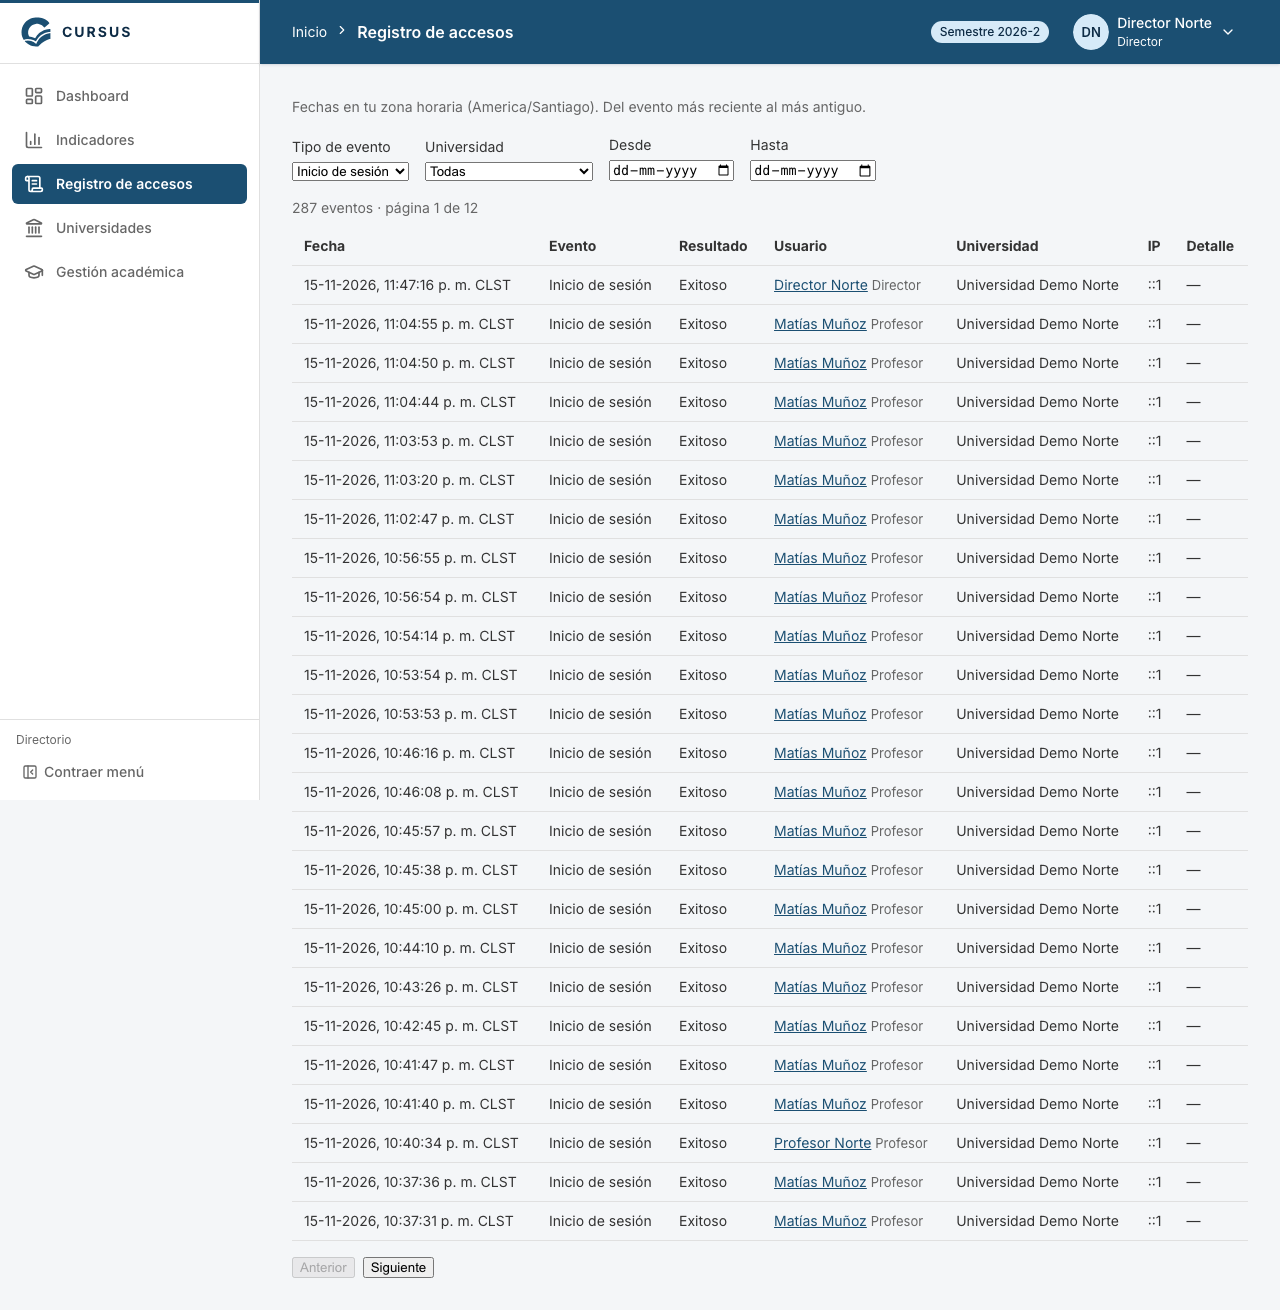 CURSUS
Inicio > Registro de accesos
Semestre 2026-2
DN
Director Norte
Director
Dashboard
Indicadores
Registro de accesos
Universidades
Gestión académica
Directorio
Contraer menú
Fechas en tu zona horaria (America/Santiago). Del evento más reciente al más antiguo.
Tipo de evento Universidad Desde Hasta
Inicio de sesión Todas dd-mm-yyyy dd-mm-yyyy
287 eventos · página 1 de 12
Fecha Evento Resultado Usuario Universidad IP Detalle
15-11-2026, 11:47:16 p. m. CLST Inicio de sesión Exitoso Director Norte Director Universidad Demo Norte ::1 —
15-11-2026, 11:04:55 p. m. CLST Inicio de sesión Exitoso Matías Muñoz Profesor Universidad Demo Norte ::1 —
15-11-2026, 11:04:50 p. m. CLST Inicio de sesión Exitoso Matías Muñoz Profesor Universidad Demo Norte ::1 —
15-11-2026, 11:04:44 p. m. CLST Inicio de sesión Exitoso Matías Muñoz Profesor Universidad Demo Norte ::1 —
15-11-2026, 11:03:53 p. m. CLST Inicio de sesión Exitoso Matías Muñoz Profesor Universidad Demo Norte ::1 —
15-11-2026, 11:03:20 p. m. CLST Inicio de sesión Exitoso Matías Muñoz Profesor Universidad Demo Norte ::1 —
15-11-2026, 11:02:47 p. m. CLST Inicio de sesión Exitoso Matías Muñoz Profesor Universidad Demo Norte ::1 —
15-11-2026, 10:56:55 p. m. CLST Inicio de sesión Exitoso Matías Muñoz Profesor Universidad Demo Norte ::1 —
15-11-2026, 10:56:54 p. m. CLST Inicio de sesión Exitoso Matías Muñoz Profesor Universidad Demo Norte ::1 —
15-11-2026, 10:54:14 p. m. CLST Inicio de sesión Exitoso Matías Muñoz Profesor Universidad Demo Norte ::1 —
15-11-2026, 10:53:54 p. m. CLST Inicio de sesión Exitoso Matías Muñoz Profesor Universidad Demo Norte ::1 —
15-11-2026, 10:53:53 p. m. CLST Inicio de sesión Exitoso Matías Muñoz Profesor Universidad Demo Norte ::1 —
15-11-2026, 10:46:16 p. m. CLST Inicio de sesión Exitoso Matías Muñoz Profesor Universidad Demo Norte ::1 —
15-11-2026, 10:46:08 p. m. CLST Inicio de sesión Exitoso Matías Muñoz Profesor Universidad Demo Norte ::1 —
15-11-2026, 10:45:57 p. m. CLST Inicio de sesión Exitoso Matías Muñoz Profesor Universidad Demo Norte ::1 —
15-11-2026, 10:45:38 p. m. CLST Inicio de sesión Exitoso Matías Muñoz Profesor Universidad Demo Norte ::1 —
15-11-2026, 10:45:00 p. m. CLST Inicio de sesión Exitoso Matías Muñoz Profesor Universidad Demo Norte ::1 —
15-11-2026, 10:44:10 p. m. CLST Inicio de sesión Exitoso Matías Muñoz Profesor Universidad Demo Norte ::1 —
15-11-2026, 10:43:26 p. m. CLST Inicio de sesión Exitoso Matías Muñoz Profesor Universidad Demo Norte ::1 —
15-11-2026, 10:42:45 p. m. CLST Inicio de sesión Exitoso Matías Muñoz Profesor Universidad Demo Norte ::1 —
15-11-2026, 10:41:47 p. m. CLST Inicio de sesión Exitoso Matías Muñoz Profesor Universidad Demo Norte ::1 —
15-11-2026, 10:41:40 p. m. CLST Inicio de sesión Exitoso Matías Muñoz Profesor Universidad Demo Norte ::1 —
15-11-2026, 10:40:34 p. m. CLST Inicio de sesión Exitoso Profesor Norte Profesor Universidad Demo Norte ::1 —
15-11-2026, 10:37:36 p. m. CLST Inicio de sesión Exitoso Matías Muñoz Profesor Universidad Demo Norte ::1 —
15-11-2026, 10:37:31 p. m. CLST Inicio de sesión Exitoso Matías Muñoz Profesor Universidad Demo Norte ::1 —
Anterior Siguiente